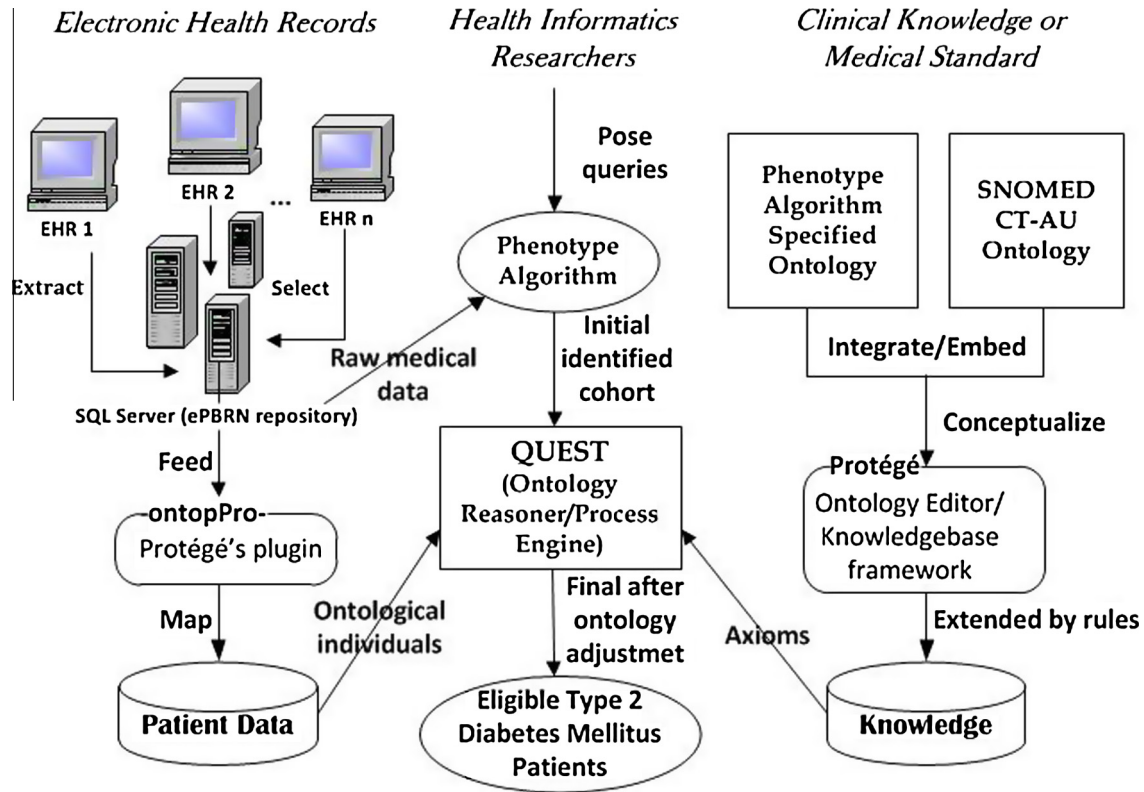 Electronic Health Records
Health Informatics
Researchers
Clinical Knowledge or
Medical Standard
EHR 1
EHR 2
...
EHR n
Extract
Select
SQL Server (ePBRN repository)
Feed
-ontopPro-
Protégé's plugin
Map
Patient Data
Pose
queries
Phenotype
Algorithm
Raw medical
data
Initial
identified
cohort
QUEST
(Ontology
Reasoner/Process
Engine)
Ontological
individuals
Final after
ontology
adjustmet
Axioms
Eligible Type 2
Diabetes Mellitus
Patients
Phenotype
Algorithm
Specified
Ontology
SNOMED
CT-AU
Ontology
Integrate/Embed
Conceptualize
Protégé
Ontology Editor/
Knowledgebase
framework
Extended by rules
Knowledge